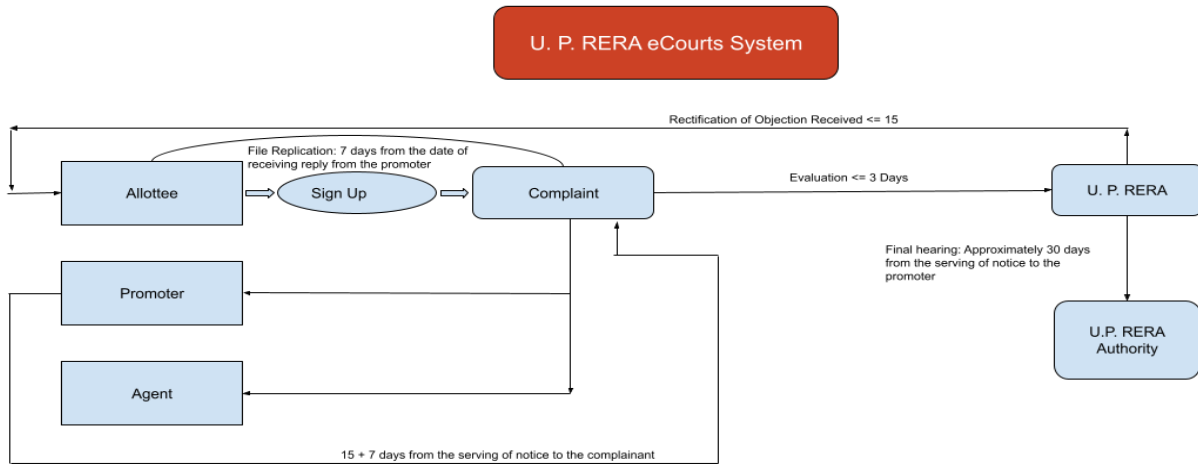 U. P. RERA eCourts System
Rectification of Objection Received <= 15
File Replication: 7 days from the date of
receiving reply from the promoter
Allottee
Sign Up
Complaint
Evaluation <= 3 Days
U. P. RERA
Final hearing: Approximately 30 days
from the serving of notice to the
promoter
Promoter
U.P. RERA
Authority
Agent
15 + 7 days from the serving of notice to the complainant